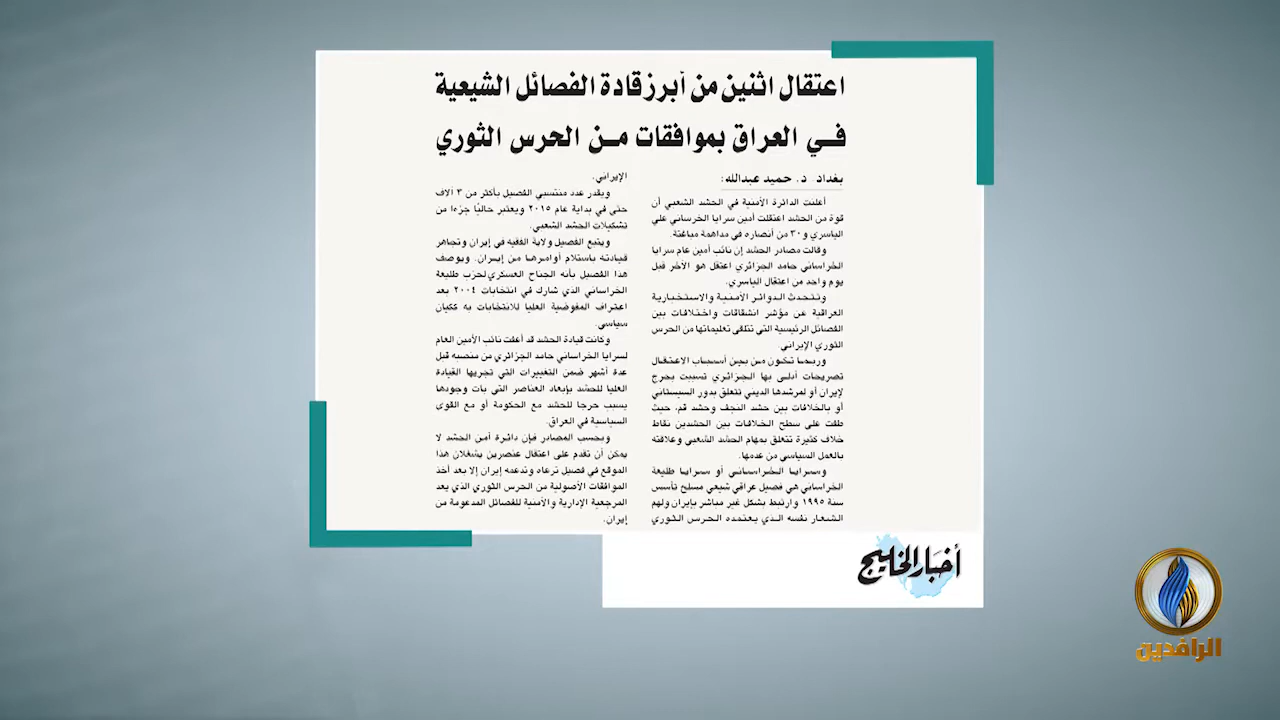 اعتقال اثنين من أبرز قادة الفصائل الشيعية
في العراق بموافقات من الحرس الثوري
بغداد د. حميد عبدالله:
أعلنت الدائرة الأمنية في الحشد الشعبي أن
قوة من الحشد اعتقلت أمين سرايا الخرساني علي
الياسري و٣٠ من أنصاره في مداهمة مباغتة.
وقالت مصادر الحشد إن نائب أمين عام سرايا
الخراساني حامد الجزائري اعتقل هو الآخر قبل
يوم واحد من اعتقال الياسري.
وتتحدث الدوائر الأمنية والاستخبارية
العراقية عن مؤشر انشقاقات واختلافات بين
الفصائل الرئيسية التي تتلقى تعليماتها من الحرس
الثوري الإيراني.
وربما تكون من بين أسباب الاعتقال
تصريحات أدلى بها الجزائري تسببت بحرج
لإيران أو لمرشدها الديني تتعلق بدور السيستاني
أو بالخلافات بين حشد النجف وحشد قم، حيث
طفت على سطح الخلافات بين الحشدين نقاط
خلاف كثيرة تتعلق بمهام الحشد الشعبي وعلاقته
بالعمل السياسي من عدمها.
وسرايا الخراساني أو سرايا طليعة
الخراساني هي فصيل عراقي شيعي مسلح تأسس
سنة ١٩٩٥ وارتبط بشكل غير مباشر بإيران ولهم
الشعار نفسه الذي يعتمده الحرس الثوري
الإيراني.
ويقدر عدد منتسبي الفصيل بأكثر من ٣ آلاف
حتى في بداية عام ٢٠١٥ ويعتبر حاليًا جزءا من
تشكيلات الحشد الشعبي.
ويتبع الفصيل ولاية الفقيه في إيران وتجاهر
قيادته باستلام أوامرها من إيران. ويوصف
هذا الفصيل بأنه الجناح العسكري لحزب طليعة
الخراساني الذي شارك في انتخابات ٢٠٠٤ بعد
اعتراف المفوضية العليا للانتخابات به ككيان
سياسي.
وكانت قيادة الحشد قد أعفت نائب الأمين العام
لسرايا الخراساني حامد الجزائري من منصبه قبل
عدة أشهر ضمن التغييرات التي تجريها القيادة
العليا للحشد بإبعاد العناصر التي بات وجودها
يسبب حرجا للحشد مع الحكومة أو مع القوى
السياسية في العراق.
وبحسب المصادر فإن دائرة أمن الحشد لا
يمكن أن تقدم على اعتقال عنصرين يشغلان هذا
الموقع في فصيل ترعاه وتدعمه إيران إلا بعد أخذ
الموافقات الأصولية من الحرس الثوري الذي يعد
المرجعية الإدارية والأمنية للفصائل المدعومة من
إيران.
أخبار الخليج
الرافدين